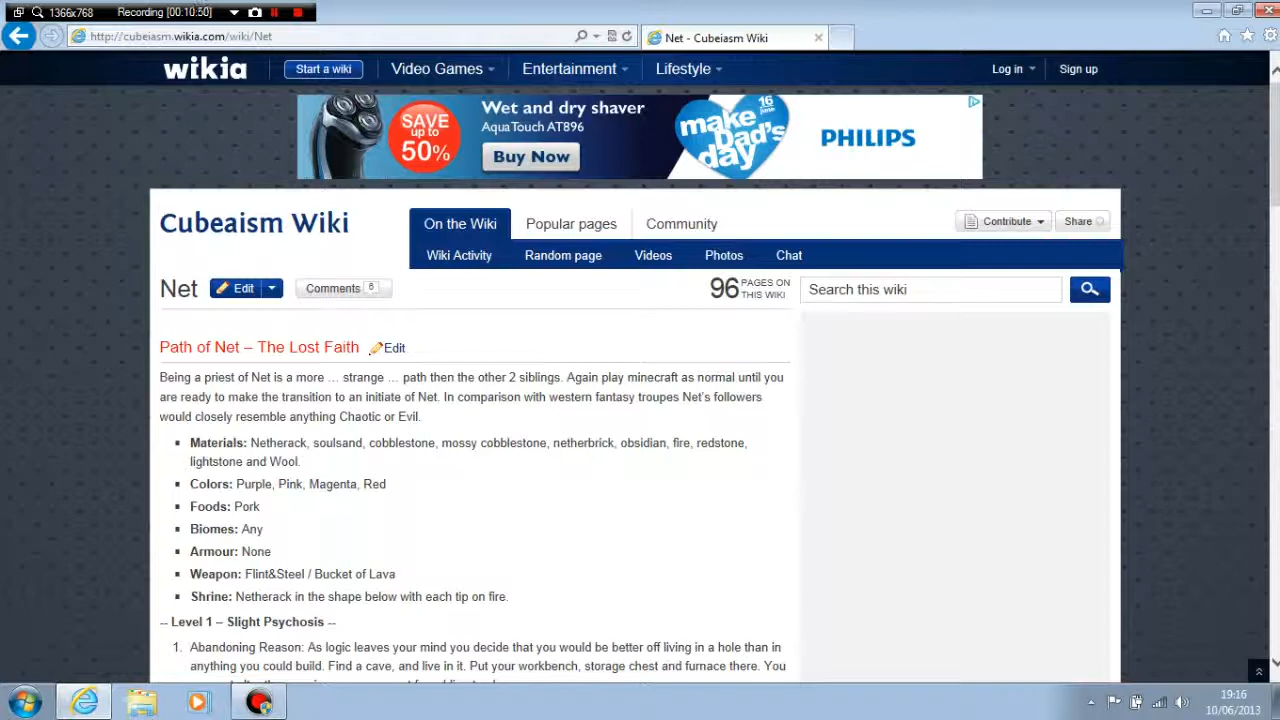 1366x768 Recording [00:10:50]
http://cubeiasm.wikia.com/wiki/Net
Net - Cubeiasm Wiki
wikia
Start a wiki
Video Games
Entertainment
Lifestyle
Log in
Sign up
SAVE
up to
50%
Wet and dry shaver
AquaTouch AT896
Buy Now
16
june
make
Dad's
day
PHILIPS
Cubeaism Wiki
On the Wiki
Popular pages
Community
Contribute
Share
Wiki Activity
Random page
Videos
Photos
Chat
Net
Edit
Comments 6
96 PAGES ON
THIS WIKI
Search this wiki
Path of Net – The Lost Faith
Edit
Being a priest of Net is a more ... strange ... path then the other 2 siblings. Again play minecraft as normal until you
are ready to make the transition to an initiate of Net. In comparison with western fantasy troupes Net's followers
would closely resemble anything Chaotic or Evil.
Materials: Netherack, soulsand, cobblestone, mossy cobblestone, netherbrick, obsidian, fire, redstone,
lightstone and Wool.
Colors: Purple, Pink, Magenta, Red
Foods: Pork
Biomes: Any
Armour: None
Weapon: Flint&Steel / Bucket of Lava
Shrine: Netherack in the shape below with each tip on fire.
-- Level 1 – Slight Psychosis --
1. Abandoning Reason: As logic leaves your mind you decide that you would be better off living in a hole than in
anything you could build. Find a cave, and live in it. Put your workbench, storage chest and furnace there. You
19:16
10/06/2013